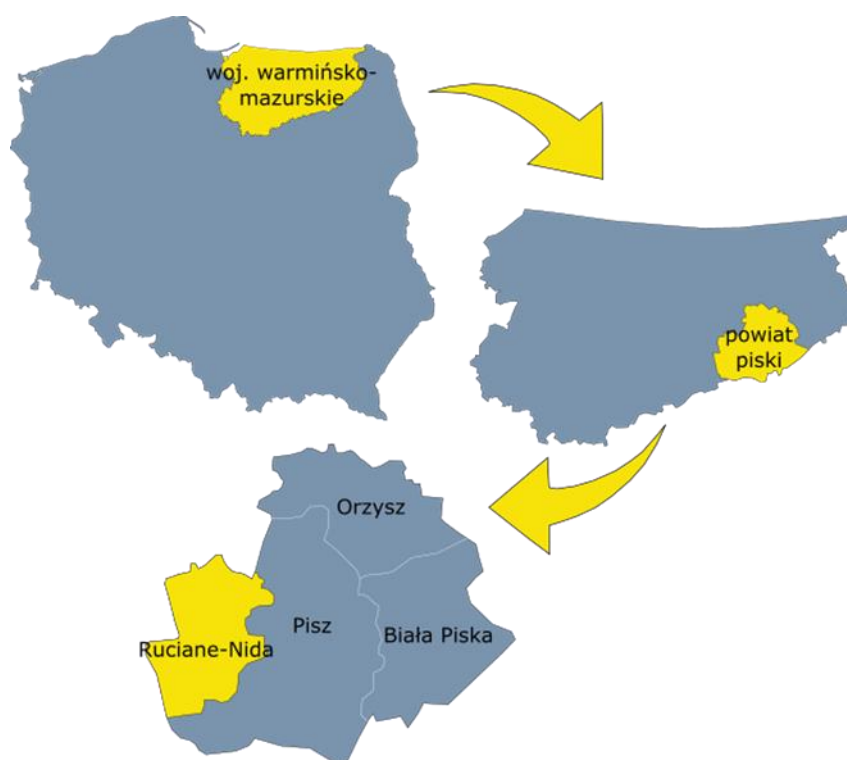 woj. warmińsko-
mazurskie
powiat
piski
Orzysz
Pisz
Biała Piska
Ruciane-Nida